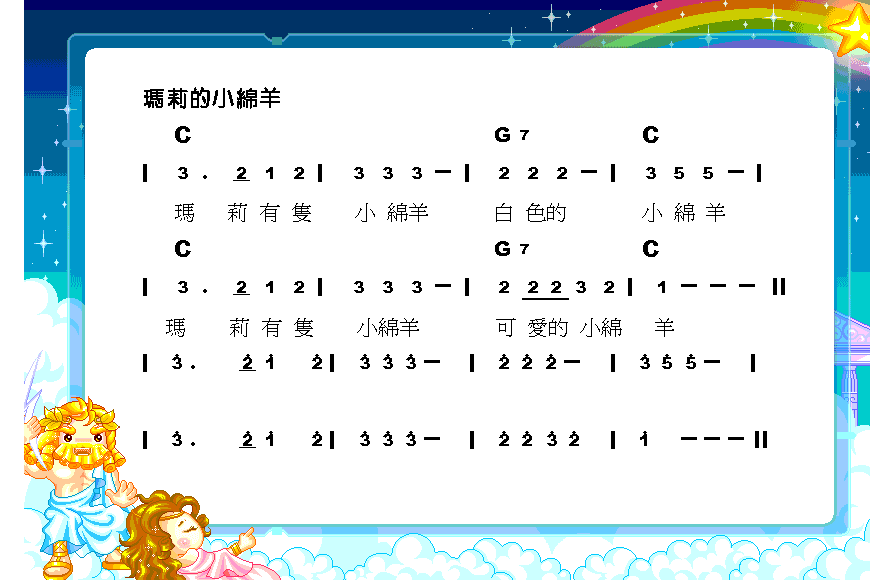 瑪莉的小綿羊
C G7 C
| 3 . 2 1 2 | 3 3 3 — | 2 2 2 — | 3 5 5 — |
瑪 莉 有 隻 小 綿羊 白 色的 小 綿 羊
C G7 C
| 3 . 2 1 2 | 3 3 3 — | 2 2 2 3 2 | 1 — — — ||
瑪 莉 有 隻 小綿羊 可 愛的 小綿 羊
| 3̇ . 2̇ 1̇ 2̇ | 3̇ 3̇ 3̇ — | 2̇ 2̇ 2̇ — | 3̇ 5̇ 5̇ — |
| 3̇ . 2̇ 1̇ 2̇ | 3̇ 3̇ 3̇ — | 2̇ 2̇ 3̇ 2̇ | 1̇ — — — ||